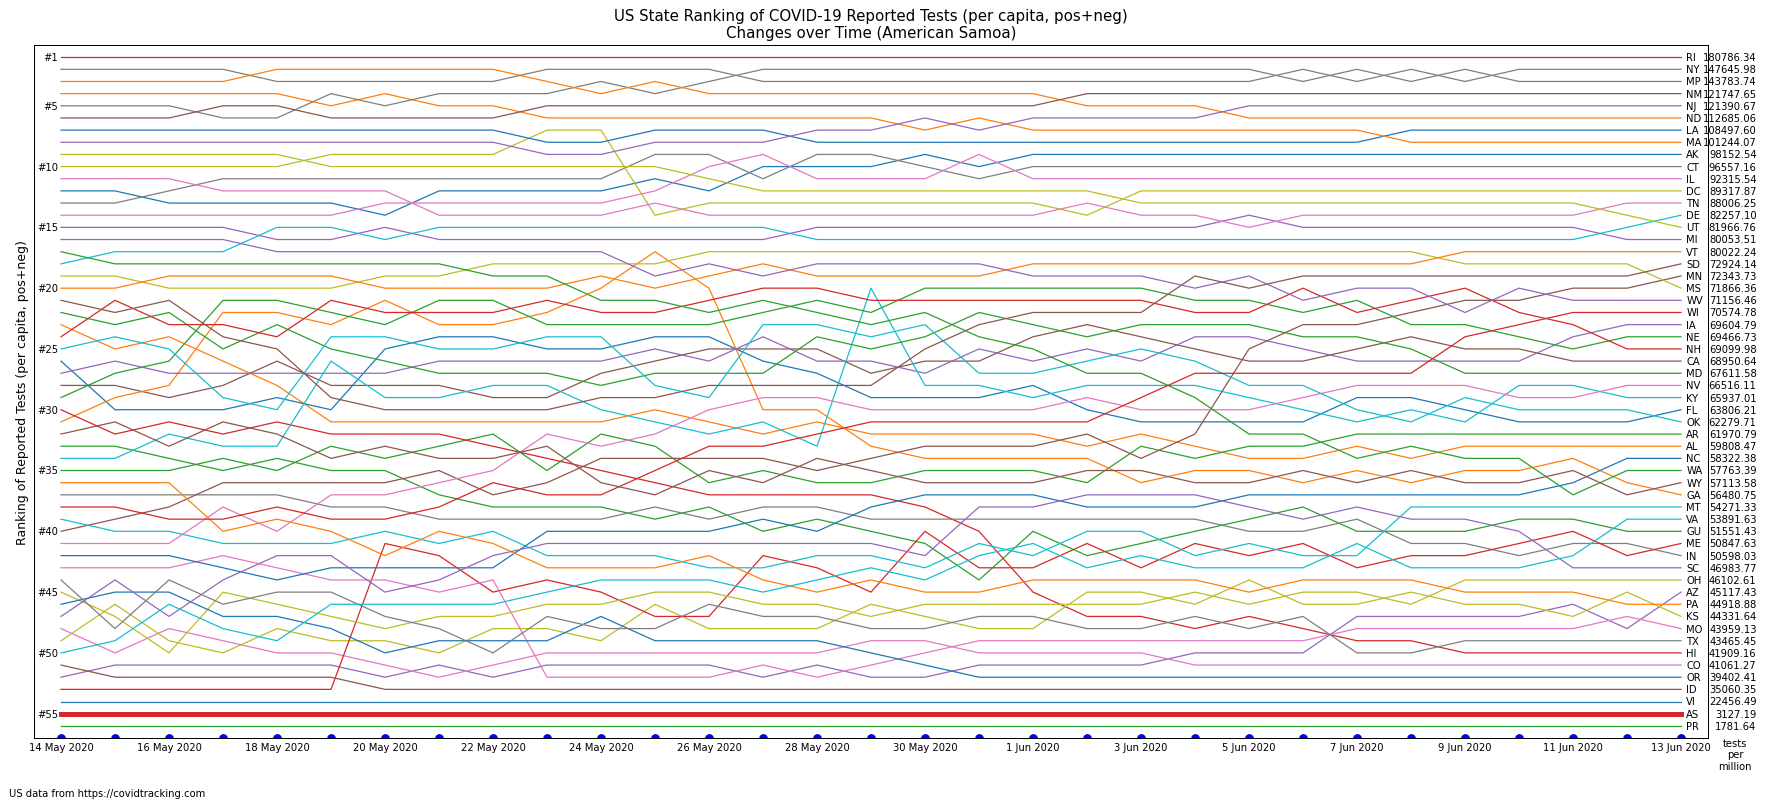 US State Ranking of COVID-19 Reported Tests (per capita, pos+neg)
Changes over Time (American Samoa)
Ranking of Reported Tests (per capita, pos+neg)
#1
#5
#10
#15
#20
#25
#30
#35
#40
#45
#50
#55
RI 180786.34
NY 147645.98
MP 143783.74
NM 121747.65
NJ 121390.67
ND 112685.06
LA 108497.60
MA 101244.07
AK 98152.54
CT 96557.16
IL 92315.54
DC 89317.87
TN 88006.25
DE 82257.10
UT 81966.76
MI 80053.51
VT 80022.24
SD 72924.14
MN 72343.73
MS 71866.36
WV 71156.46
WI 70574.78
IA 69604.79
NE 69466.73
NH 69099.98
CA 68950.64
MD 67611.58
NV 66516.11
KY 65937.01
FL 63806.21
OK 62279.71
AR 61970.79
AL 59808.47
NC 58322.38
WA 57763.39
WY 57113.58
GA 56480.75
MT 54271.33
VA 53891.63
GU 51551.43
ME 50847.63
IN 50598.03
SC 46983.77
OH 46102.61
AZ 45117.43
PA 44918.88
KS 44331.64
MO 43959.13
TX 43465.45
HI 41909.16
CO 41061.27
OR 39402.41
ID 35060.35
VI 22456.49
AS 3127.19
PR 1781.64
14 May 2020 16 May 2020 18 May 2020 20 May 2020 22 May 2020 24 May 2020 26 May 2020 28 May 2020 30 May 2020 1 Jun 2020 3 Jun 2020 5 Jun 2020 7 Jun 2020 9 Jun 2020 11 Jun 2020 13 Jun 2020
tests
per
million
US data from https://covidtracking.com